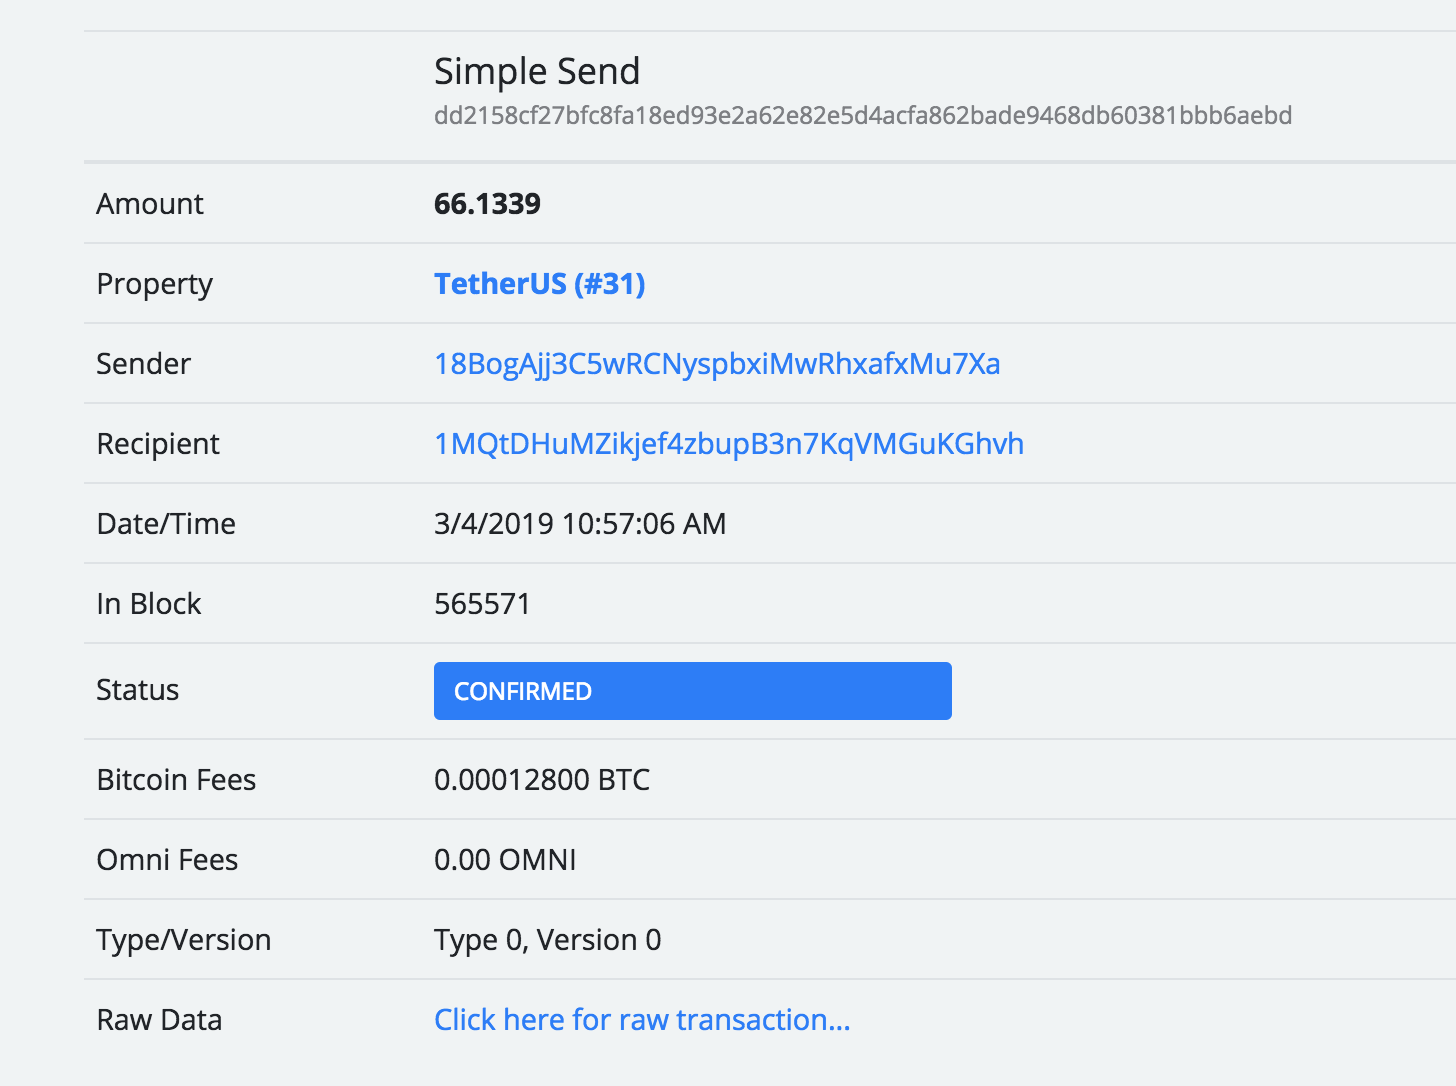 Simple Send
dd2158cf27bfc8fa18ed93e2a62e82e5d4acfa862bade9468db60381bbb6aebd
Amount 66.1339
Property TetherUS (#31)
Sender 18BogAjj3C5wRCNyspbxiMwRhxafxMu7Xa
Recipient 1MQtDHuMZikjef4zbupB3n7KqVMGuKGhvh
Date/Time 3/4/2019 10:57:06 AM
In Block 565571
Status CONFIRMED
Bitcoin Fees 0.00012800 BTC
Omni Fees 0.00 OMNI
Type/Version Type 0, Version 0
Raw Data Click here for raw transaction...